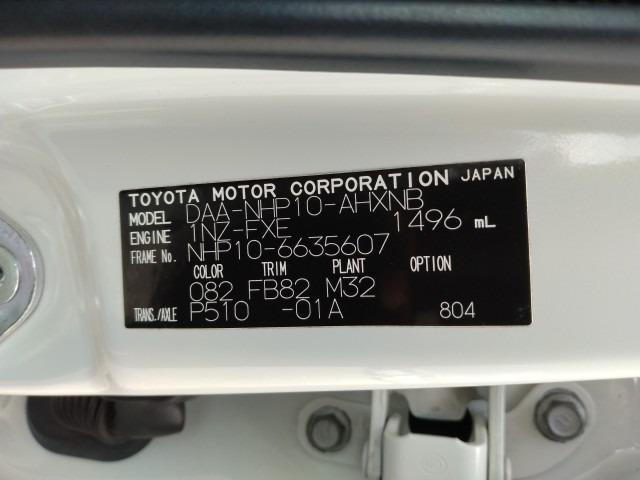 TOYOTA MOTOR CORPORATION JAPAN
MODEL DAA-NHP10-AHXNB
ENGINE 1NZ-FXE 1496 mL
FRAME No. NHP10-6635607
COLOR TRIM PLANT OPTION
082 FB82 M32
TRANS./AXLE P510 -01A 804